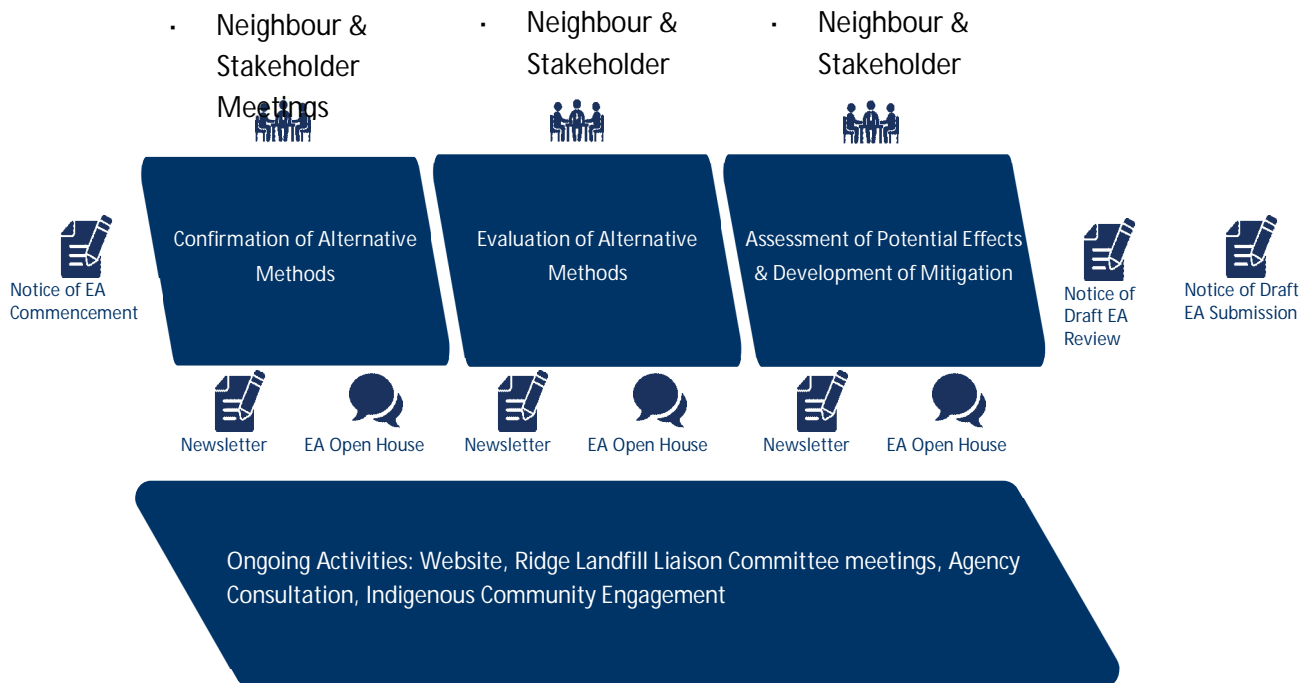 · Neighbour &
Stakeholder
Meetings
· Neighbour &
Stakeholder
· Neighbour &
Stakeholder
Notice of EA
Commencement
Confirmation of Alternative
Methods
Evaluation of Alternative
Methods
Assessment of Potential Effects
& Development of Mitigation
Notice of
Draft EA
Review
Notice of Draft
EA Submission
Newsletter
EA Open House
Newsletter
EA Open House
Newsletter
EA Open House
Ongoing Activities: Website, Ridge Landfill Liaison Committee meetings, Agency
Consultation, Indigenous Community Engagement